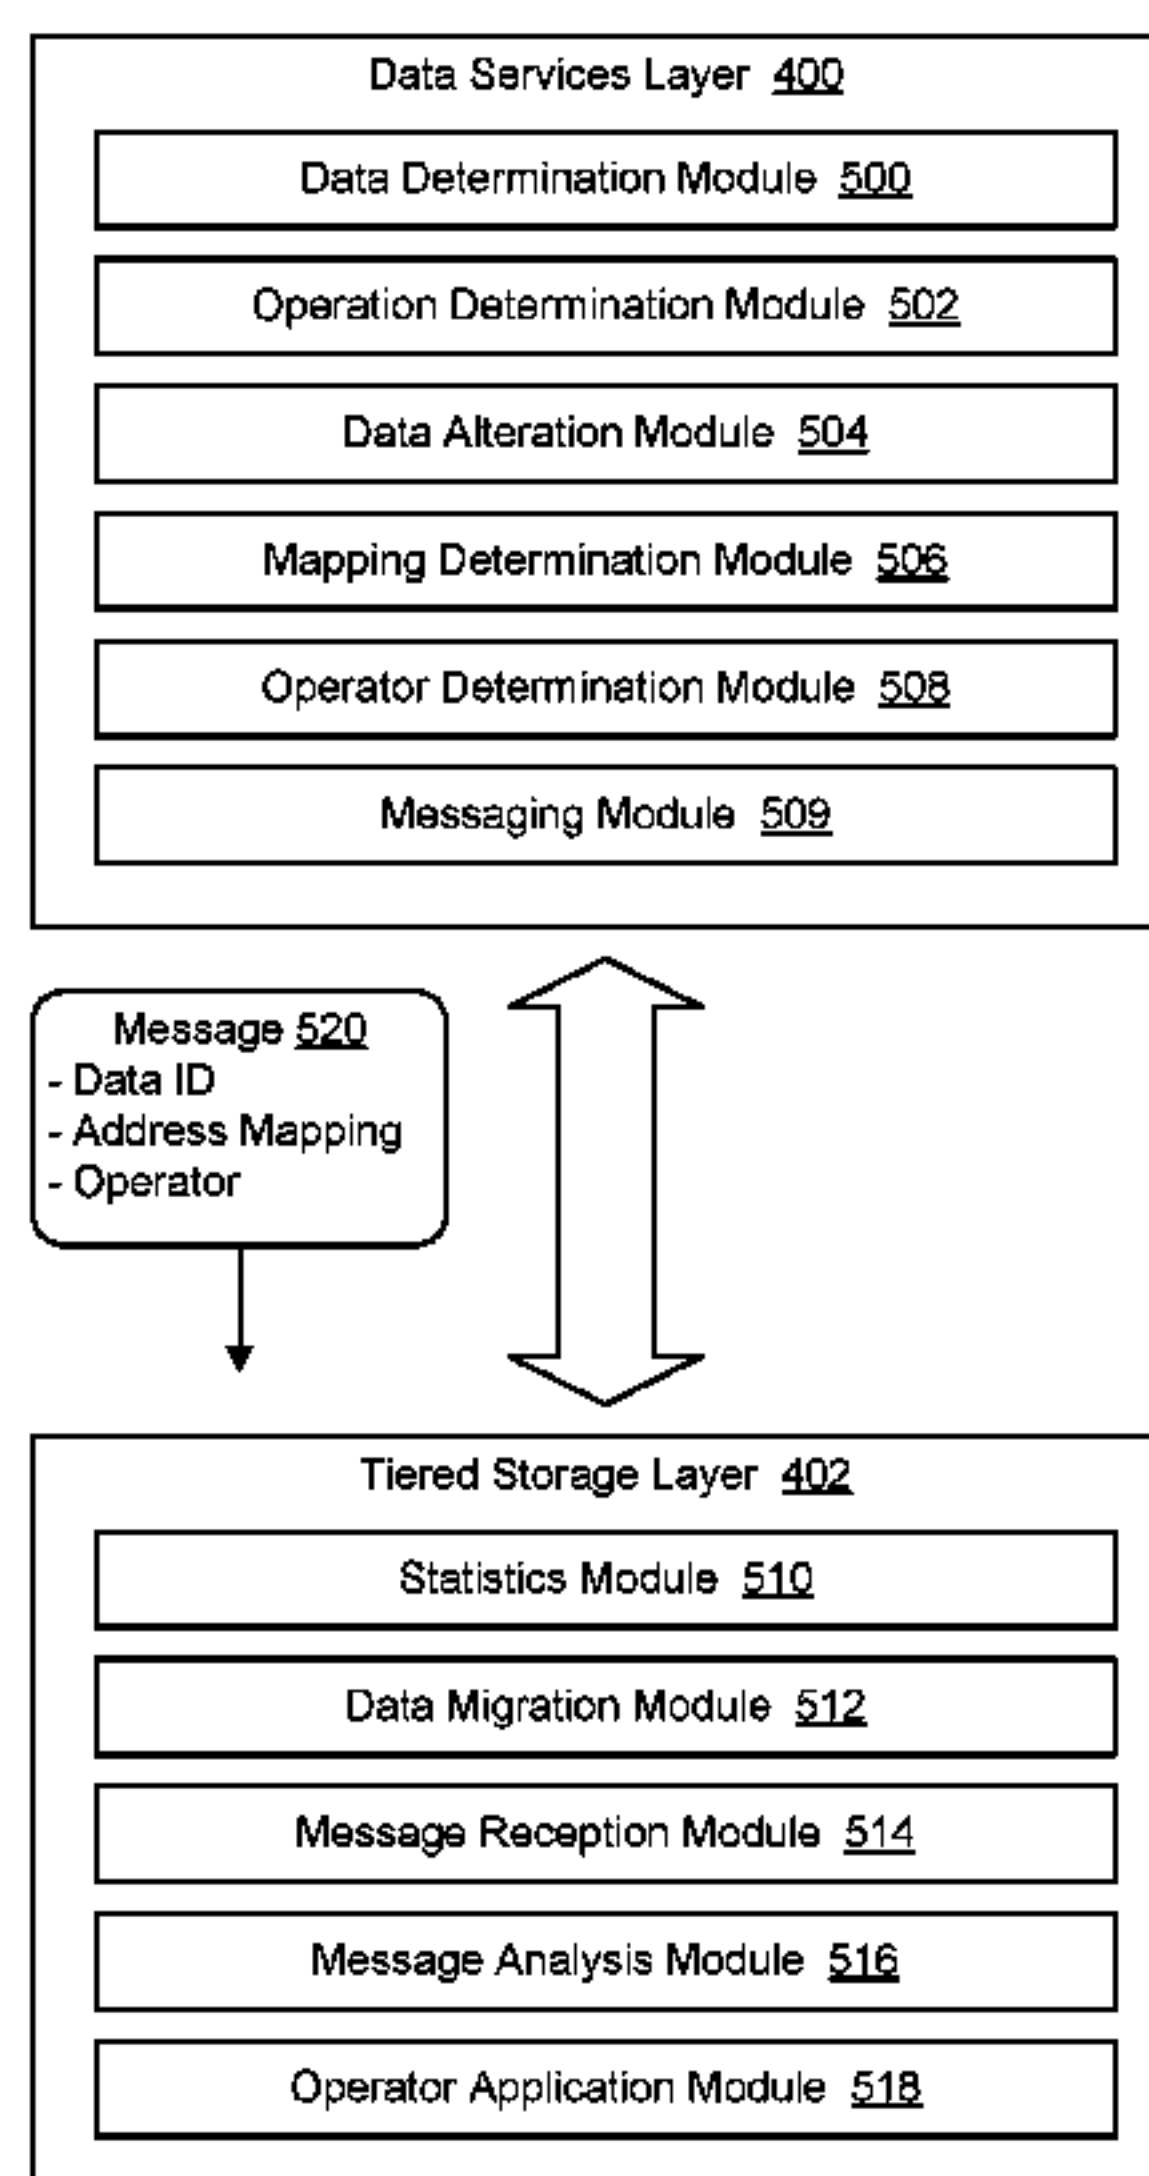 Data Services Layer 400
Data Determination Module 500
Operation Determination Module 502
Data Alteration Module 504
Mapping Determination Module 506
Operator Determination Module 508
Messaging Module 509
Message 520
- Data ID
- Address Mapping
- Operator
Tiered Storage Layer 402
Statistics Module 510
Data Migration Module 512
Message Reception Module 514
Message Analysis Module 516
Operator Application Module 518